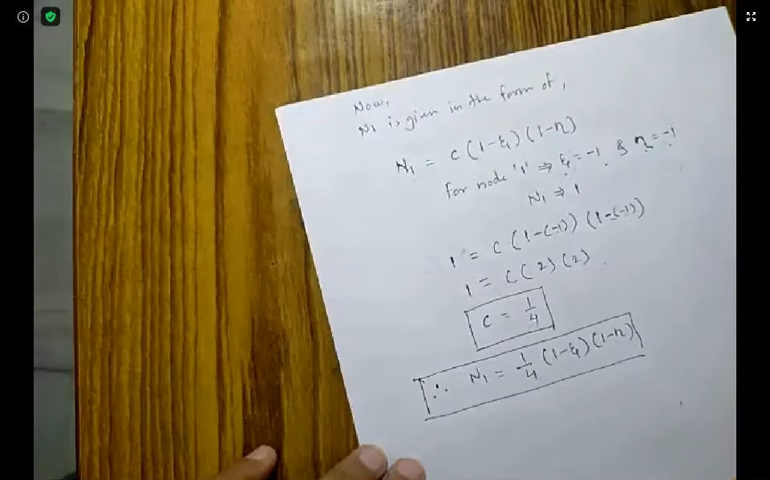 Now,
N1 is given in the form of,
N1 = c (1-ξ) (1-η)
For node '1' ⇒ ξ = -1, & η = -1
N1 ⇒ 1
1 = c (1-(-1)) (1-(-1))
1 = c (2) (2)
c = 1/4
∴ N1 = 1/4 (1-ξ) (1-η)